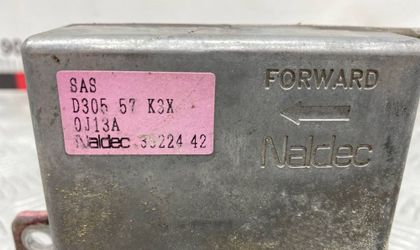 SAS
D305 57 K3X
0J13A
Naldec 39224 42
FORWARD
Naldec